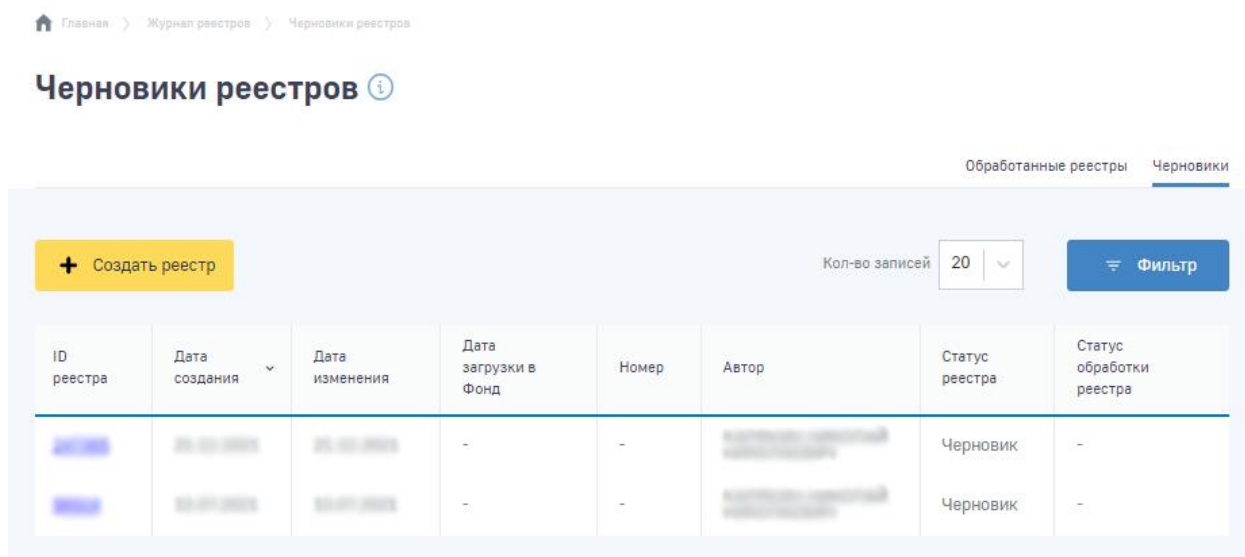 Главная > Журнал реестров > Черновики реестров
Черновики реестров
Обработанные реестры Черновики
+ Создать реестр
Кол-во записей 20
Фильтр
ID реестра
Дата создания
Дата изменения
Дата загрузки в Фонд
Номер
Автор
Статус реестра
Статус обработки реестра
- - Черновик -
- - Черновик -